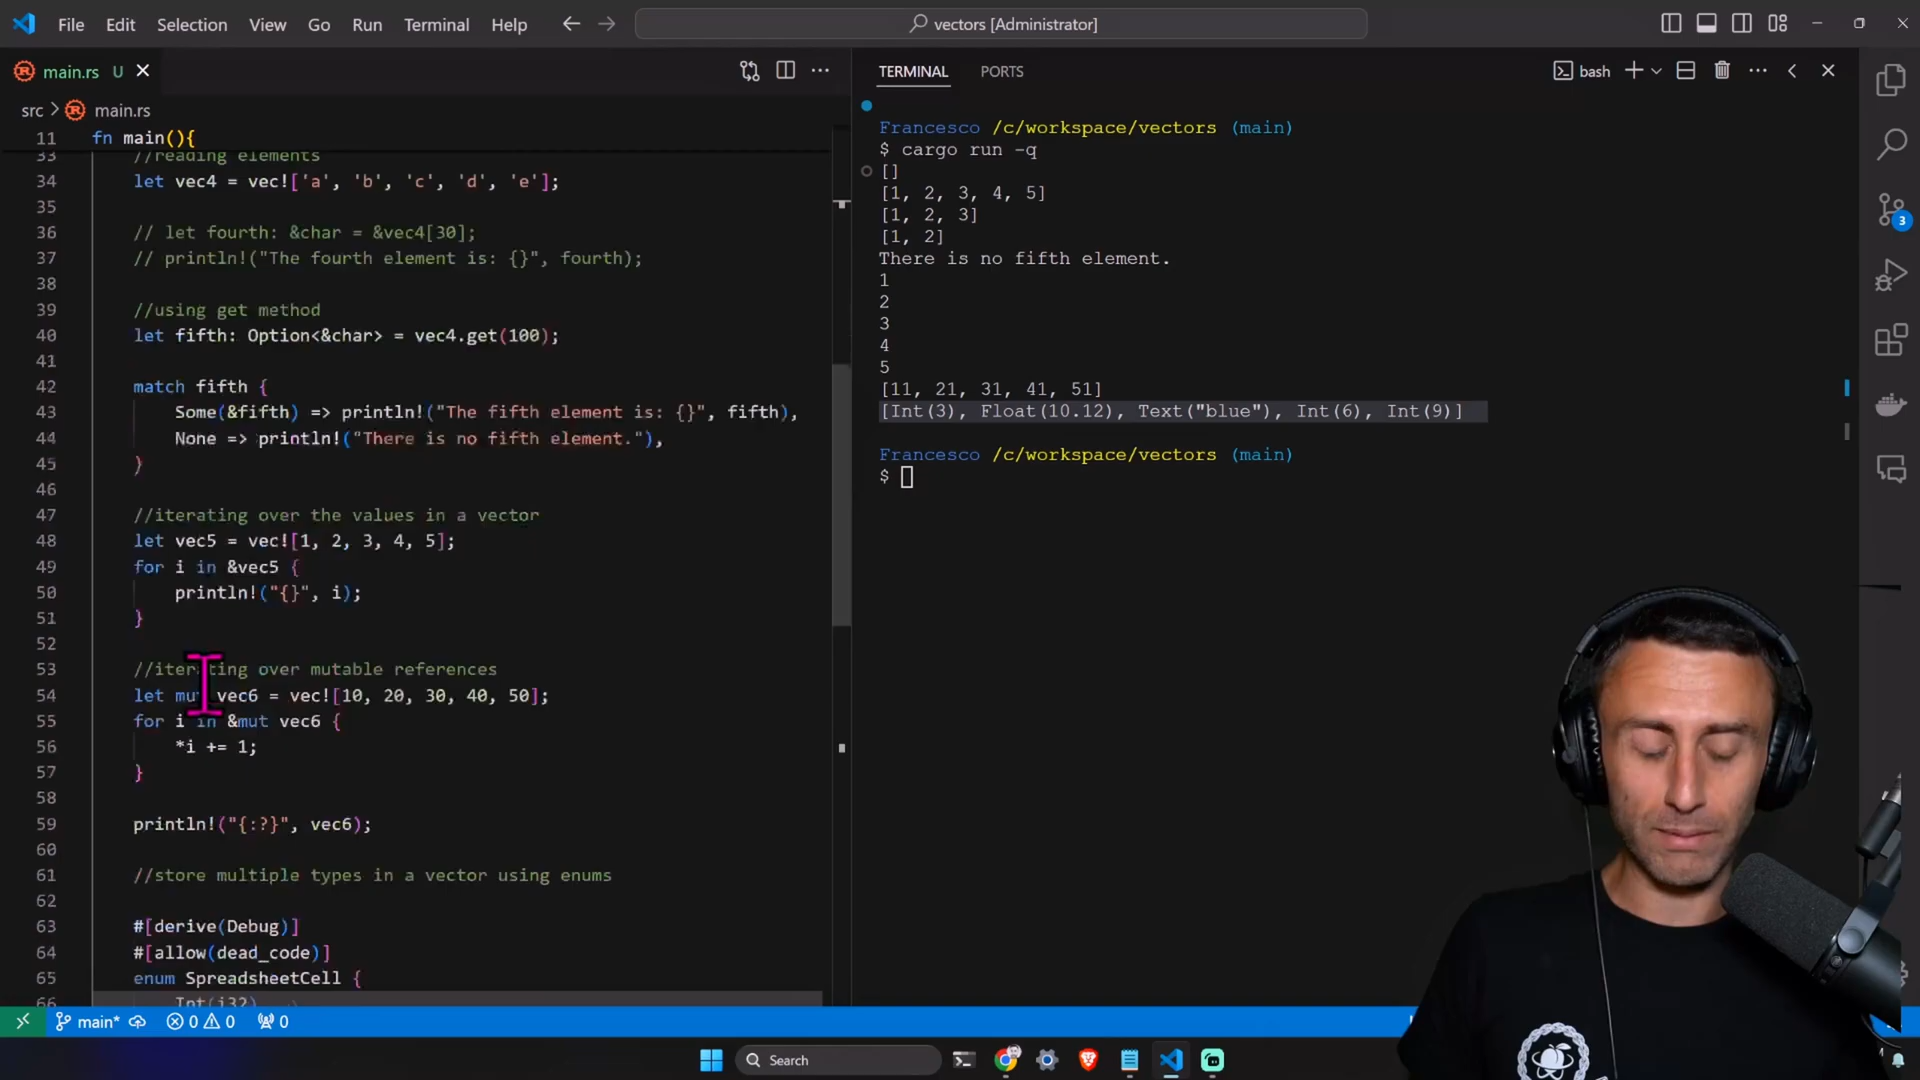 File Edit Selection View Go Run Terminal Help
vectors [Administrator]
main.rs U
TERMINAL PORTS
bash
src > main.rs
11 fn main(){
33 //reading elements
34 let vec4 = vec!['a', 'b', 'c', 'd', 'e'];
35
36 // let fourth: &char = &vec4[30];
37 // println!("The fourth element is: {}", fourth);
38
39 //using get method
40 let fifth: Option<&char> = vec4.get(100);
41
42 match fifth {
43 Some(&fifth) => println!("The fifth element is: {}", fifth),
44 None => println!("There is no fifth element."),
45 }
46
47 //iterating over the values in a vector
48 let vec5 = vec![1, 2, 3, 4, 5];
49 for i in &vec5 {
50 println!("{}", i);
51 }
52
53 //iterating over mutable references
54 let mut vec6 = vec![10, 20, 30, 40, 50];
55 for i in &mut vec6 {
56 *i += 1;
57 }
58
59 println!("{:?}", vec6);
60
61 //store multiple types in a vector using enums
62
63 #[derive(Debug)]
64 #[allow(dead_code)]
65 enum SpreadsheetCell {
66 Int(i32),
Francesco /c/workspace/vectors (main)
$ cargo run -q
[]
[1, 2, 3, 4, 5]
[1, 2, 3]
[1, 2]
There is no fifth element.
1
2
3
4
5
[11, 21, 31, 41, 51]
[Int(3), Float(10.12), Text("blue"), Int(6), Int(9)]
Francesco /c/workspace/vectors (main)
$
3
main* 0 0 0
Search